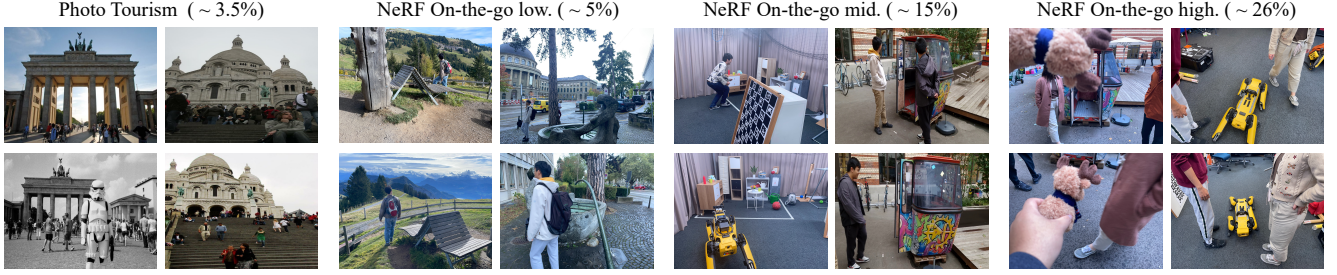 Photo Tourism ( ~ 3.5%)
NeRF On-the-go low. ( ~ 5%)
NeRF On-the-go mid. ( ~ 15%)
NeRF On-the-go high. ( ~ 26%)